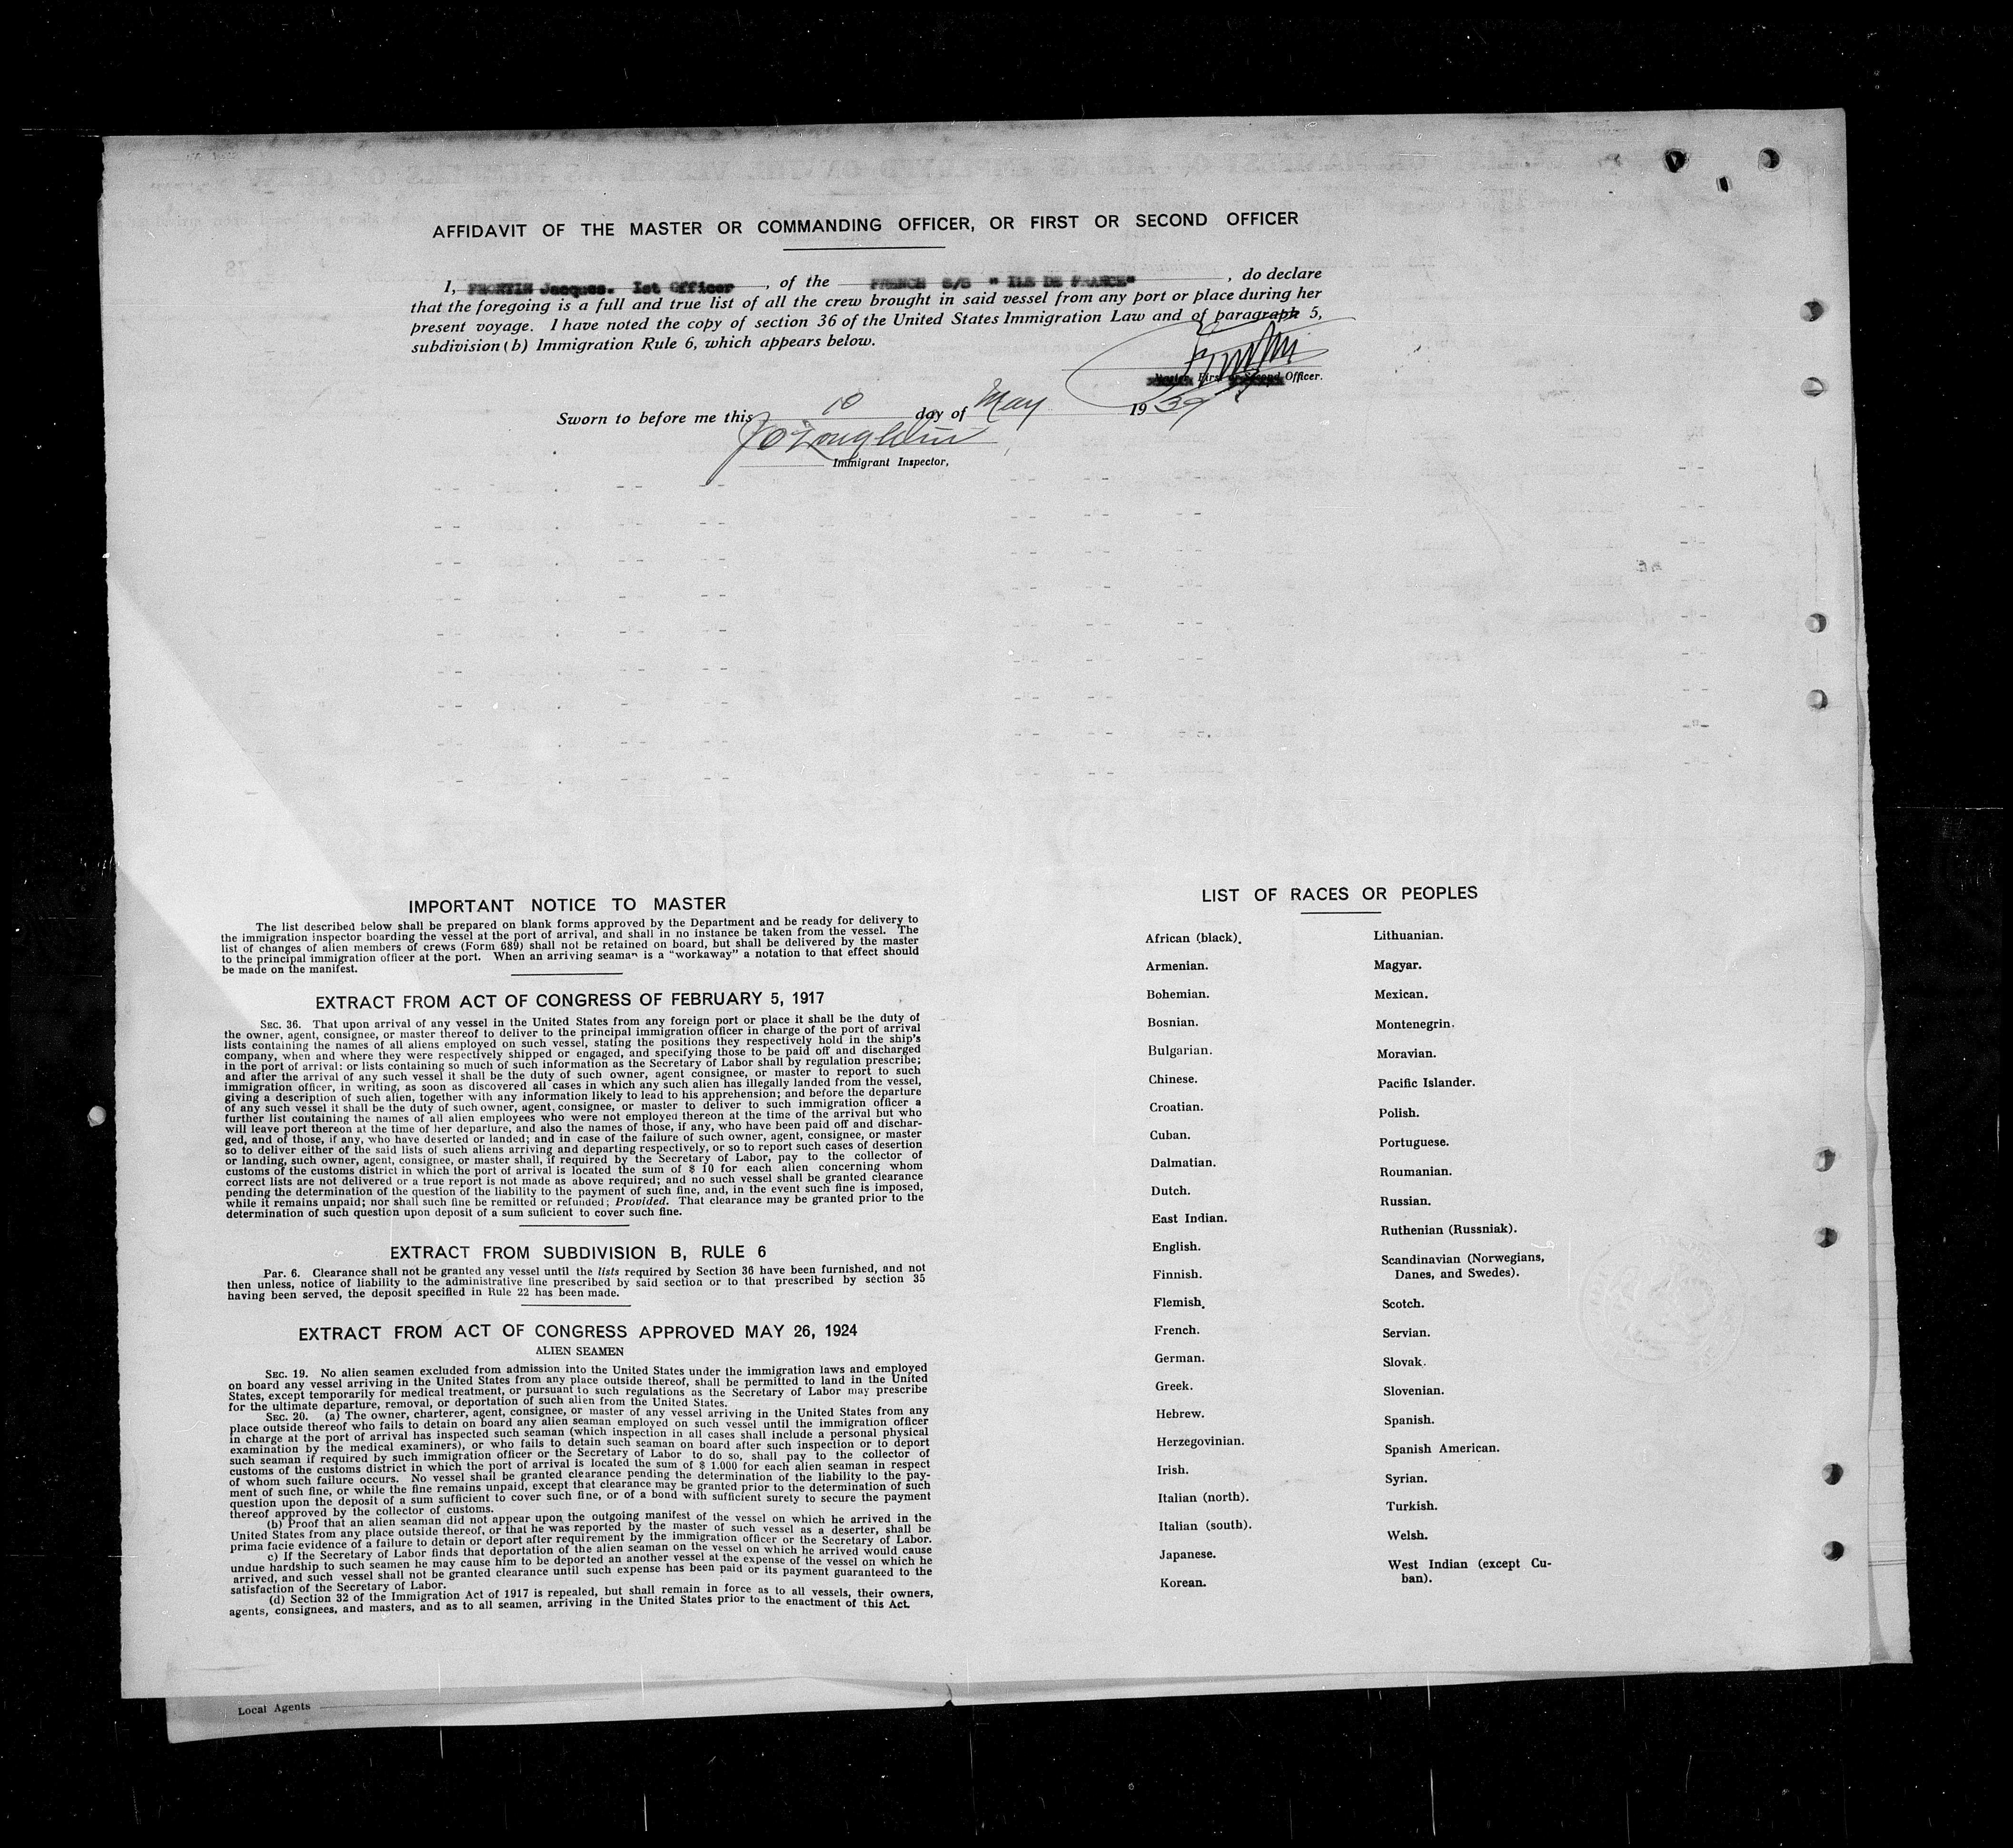 AFFIDAVIT OF THE MASTER OR COMMANDING OFFICER, OR FIRST OR SECOND OFFICER
I, FRORTIN Jacques. Ist Officer, of the FRENCH S/S " ILE DE FRANCE", do declare
that the foregoing is a full and true list of all the crew brought in said vessel from any port or place during her
present voyage. I have noted the copy of section 36 of the United States Immigration Law and of paragraph 5,
subdivision (b) Immigration Rule 6, which appears below.
First Officer.
Sworn to before me this 10 day of May 1939
Immigrant Inspector,
IMPORTANT NOTICE TO MASTER
The list described below shall be prepared on blank forms approved by the Department and be ready for delivery to
the immigration inspector boarding the vessel at the port of arrival, and shall in no instance be taken from the vessel. The
list of changes of alien members of crews (Form 689) shall not be retained on board, but shall be delivered by the master
to the principal immigration officer at the port. When an arriving seaman is a "workaway" a notation to that effect should
be made on the manifest.
EXTRACT FROM ACT OF CONGRESS OF FEBRUARY 5, 1917
SEC. 36. That upon arrival of any vessel in the United States from any foreign port or place it shall be the duty of
the owner, agent, consignee, or master thereof to deliver to the principal immigration officer in charge of the port of arrival
lists containing the names of all aliens employed on such vessel, stating the positions they respectively hold in the ship's
company, when and where they were respectively shipped or engaged, and specifying those to be paid off and discharged
in the port of arrival: or lists containing so much of such information as the Secretary of Labor shall by regulation prescribe;
and after the arrival of any such vessel it shall be the duty of such owner, agent consignee, or master to report to such
immigration officer, in writing, as soon as discovered all cases in which any such alien has illegally landed from the vessel,
giving a description of such alien, together with any information likely to lead to his apprehension; and before the departure
of any such vessel it shall be the duty of such owner, agent, consignee, or master to deliver to such immigration officer a
further list containing the names of all alien employees who were not employed thereon at the time of the arrival but who
will leave port thereon at the time of her departure, and also the names of those, if any, who have been paid off and dischar-
ged, and of those, if any, who have deserted or landed; and in case of the failure of such owner, agent, consignee, or master
so to deliver either of the said lists of such aliens arriving and departing respectively, or so to report such cases of desertion
or landing, such owner, agent, consignee, or master shall, if required by the Secretary of Labor, pay to the collector of
customs of the customs district in which the port of arrival is located the sum of $ 10 for each alien concerning whom
correct lists are not delivered or a true report is not made as above required; and no such vessel shall be granted clearance
pending the determination of the question of the liability to the payment of such fine, and, in the event such fine is imposed,
while it remains unpaid; nor shall such fine be remitted or refunded; Provided. That clearance may be granted prior to the
determination of such question upon deposit of a sum suficient to cover such fine.
EXTRACT FROM SUBDIVISION B, RULE 6
Par. 6. Clearance shall not be granted any vessel until the lists required by Section 36 have been furnished, and not
then unless, notice of liability to the administrative fine prescribed by said section or to that prescribed by section 35
having been served, the deposit specified in Rule 22 has been made.
EXTRACT FROM ACT OF CONGRESS APPROVED MAY 26, 1924
ALIEN SEAMEN
SEC. 19. No alien seamen excluded from admission into the United States under the immigration laws and employed
on board any vessel arriving in the United States from any place outside thereof, shall be permitted to land in the United
States, except temporarily for medical treatment, or pursuant to such regulations as the Secretary of Labor may prescribe
for the ultimate departure, removal, or deportation of such alien from the United States.
SEC. 20. (a) The owner, charterer, agent, consignee, or master of any vessel arriving in the United States from any
place outside thereof who fails to detain on board any alien seaman employed on such vessel until the immigration officer
in charge at the port of arrival has inspected such seaman (which inspection in all cases shall include a personal physical
examination by the medical examiners), or who fails to detain such seaman on board after such inspection or to deport
such seaman if required by such immigration officer or the Secretary of Labor to do so, shall pay to the collector of
customs of the customs district in which the port of arrival is located the sum of $ 1.000 for each alien seaman in respect
of whom such failure occurs. No vessel shall be granted clearance pending the determination of the liability to the pay-
ment of such fine, or while the fine remains unpaid, except that clearance may be granted prior to the determination of such
question upon the deposit of a sum sufficient to cover such fine, or of a bond with sufficient surety to secure the payment
thereof approved by the collector of customs.
(b) Proof that an alien seaman did not appear upon the outgoing manifest of the vessel on which he arrived in the
United States from any place outside thereof, or that he was reported by the master of such vessel as a deserter, shall be
prima facie evidence of a failure to detain or deport after requirement by the immigration officer or the Secretary of Labor.
c) If the Secretary of Labor finds that deportation of the alien seaman on the vessel on which he arrived would cause
undue hardship to such seamen he may cause him to be deported an another vessel at the expense of the vessel on which he
arrived, and such vessel shall not be granted clearance until such expense has been paid or its payment guaranteed to the
satisfaction of the Secretary of Labor.
(d) Section 32 of the Immigration Act of 1917 is repealed, but shall remain in force as to all vessels, their owners,
agents, consignees, and masters, and as to all seamen, arriving in the United States prior to the enactment of this Act.
LIST OF RACES OR PEOPLES
African (black).
Armenian.
Bohemian.
Bosnian.
Bulgarian.
Chinese.
Croatian.
Cuban.
Dalmatian.
Dutch.
East Indian.
English.
Finnish.
Flemish.
French.
German.
Greek.
Hebrew.
Herzegovinian.
Irish.
Italian (north).
Italian (south).
Japanese.
Korean.
Lithuanian.
Magyar.
Mexican.
Montenegrin.
Moravian.
Pacific Islander.
Polish.
Portuguese.
Roumanian.
Russian.
Ruthenian (Russniak).
Scandinavian (Norwegians,
Danes, and Swedes).
Scotch.
Servian.
Slovak.
Slovenian.
Spanish.
Spanish American.
Syrian.
Turkish.
Welsh.
West Indian (except Cu-
ban).
Local Agents